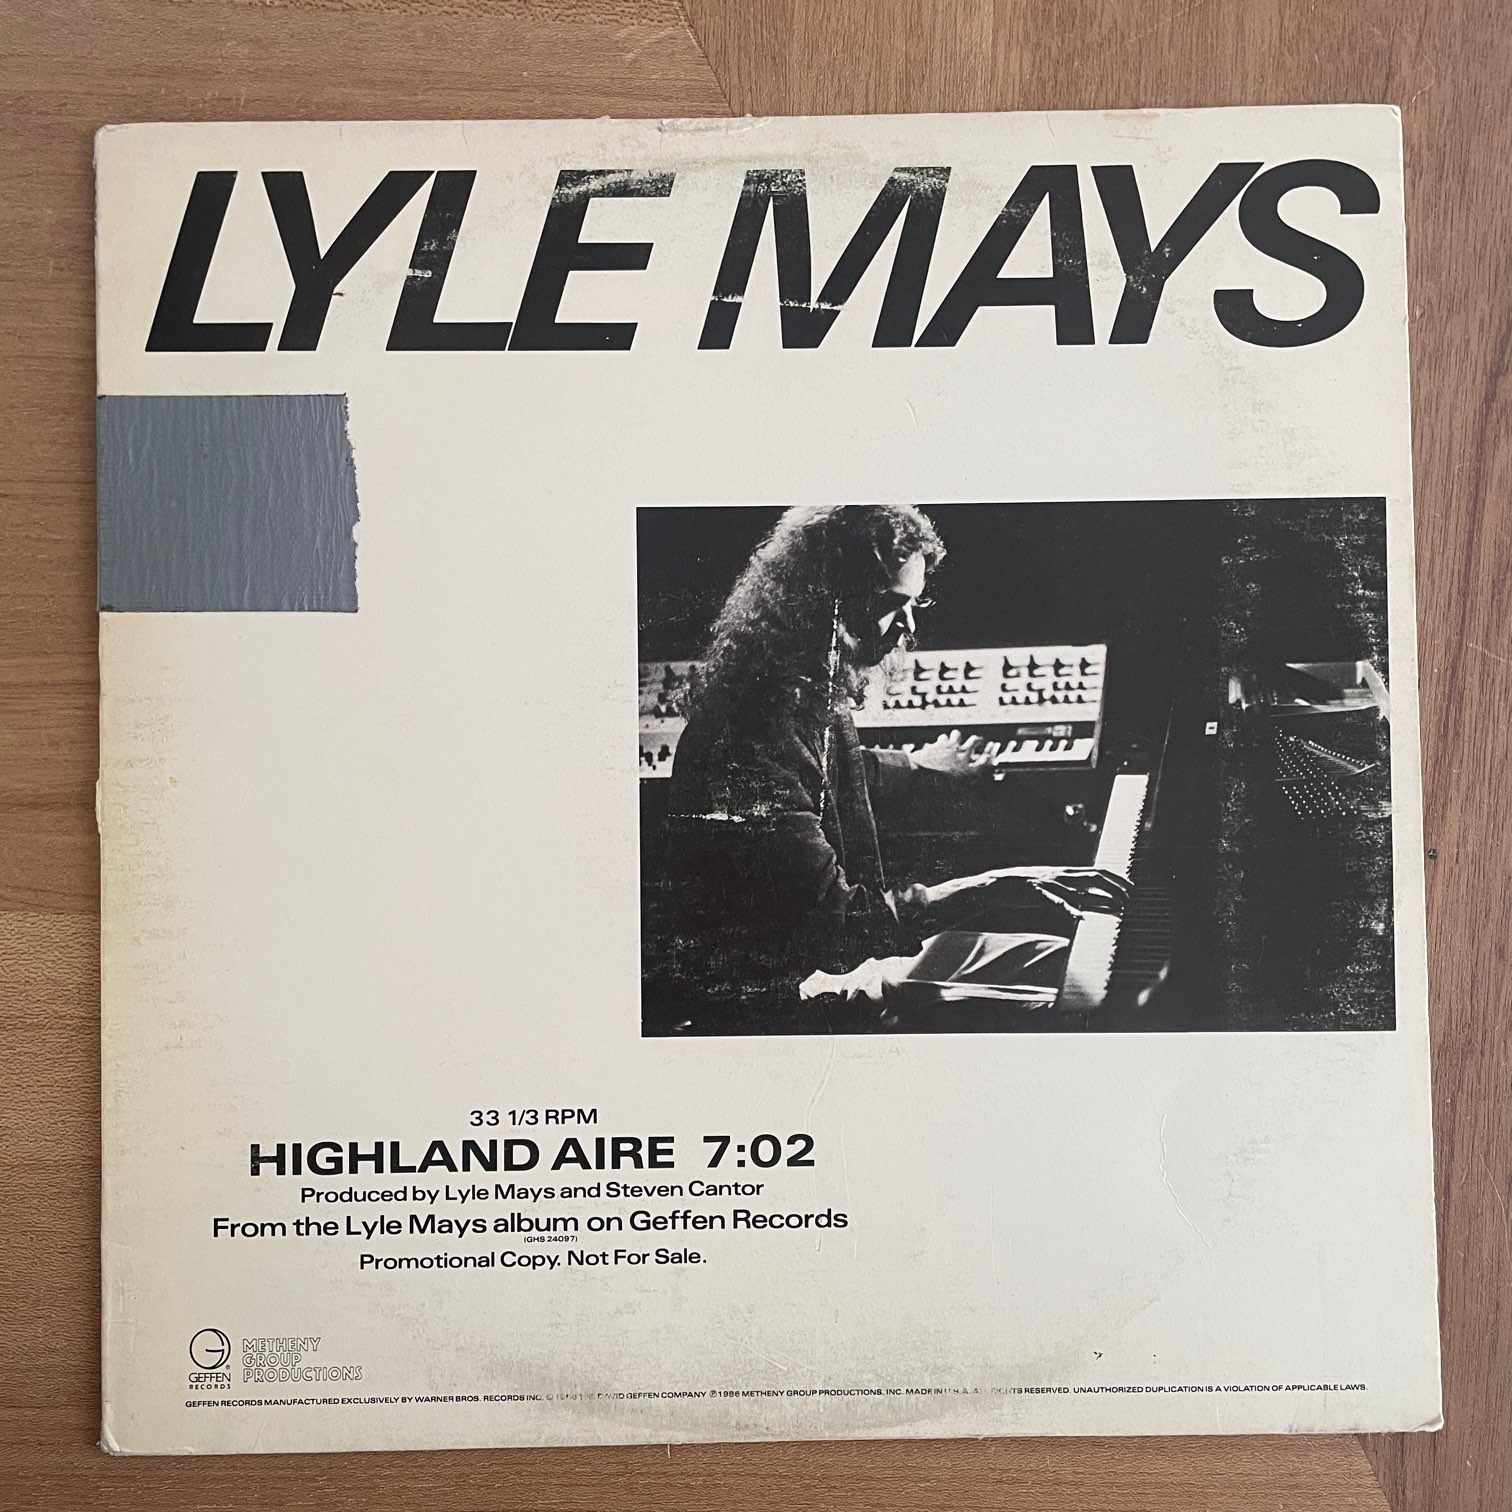 LYLE MAYS
33 1/3 RPM
HIGHLAND AIRE 7:02
Produced by Lyle Mays and Steven Cantor
From the Lyle Mays album on Geffen Records
(GHS 24097)
Promotional Copy. Not For Sale.
G
®
GEFFEN
RECORDS
METHENY
GROUP
PRODUCTIONS
GEFFEN RECORDS MANUFACTURED EXCLUSIVELY BY WARNER BROS. RECORDS INC. © THE DAVID GEFFEN COMPANY ℗ 1986 METHENY GROUP PRODUCTIONS, INC. MADE IN U.S.A. ALL RIGHTS RESERVED. UNAUTHORIZED DUPLICATION IS A VIOLATION OF APPLICABLE LAWS.